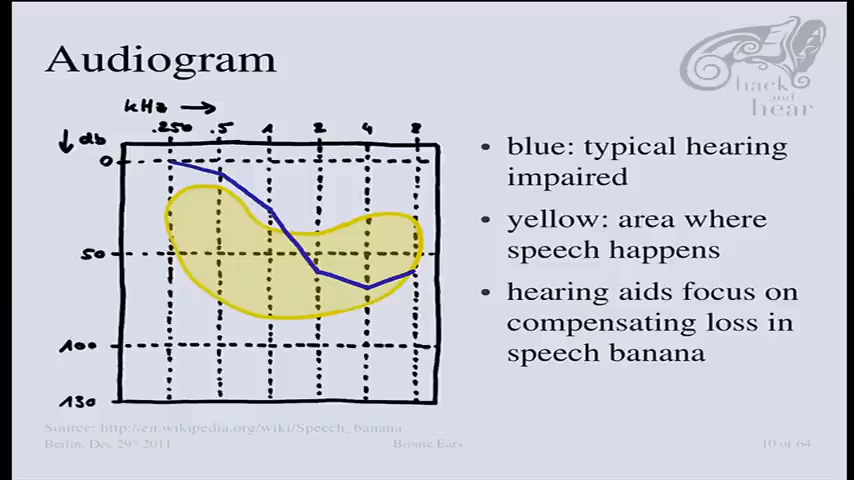 Audiogram
hack
and
hear
kHz
.250 .5 1 2 4 8
db
0
50
100
130
• blue: typical hearing
impaired
• yellow: area where
speech happens
• hearing aids focus on
compensating loss in
speech banana
Source: http://en.wikipedia.org/wiki/Speech_banana
Berlin, Dec 29th 2011
Bionic Ears
10 of 64